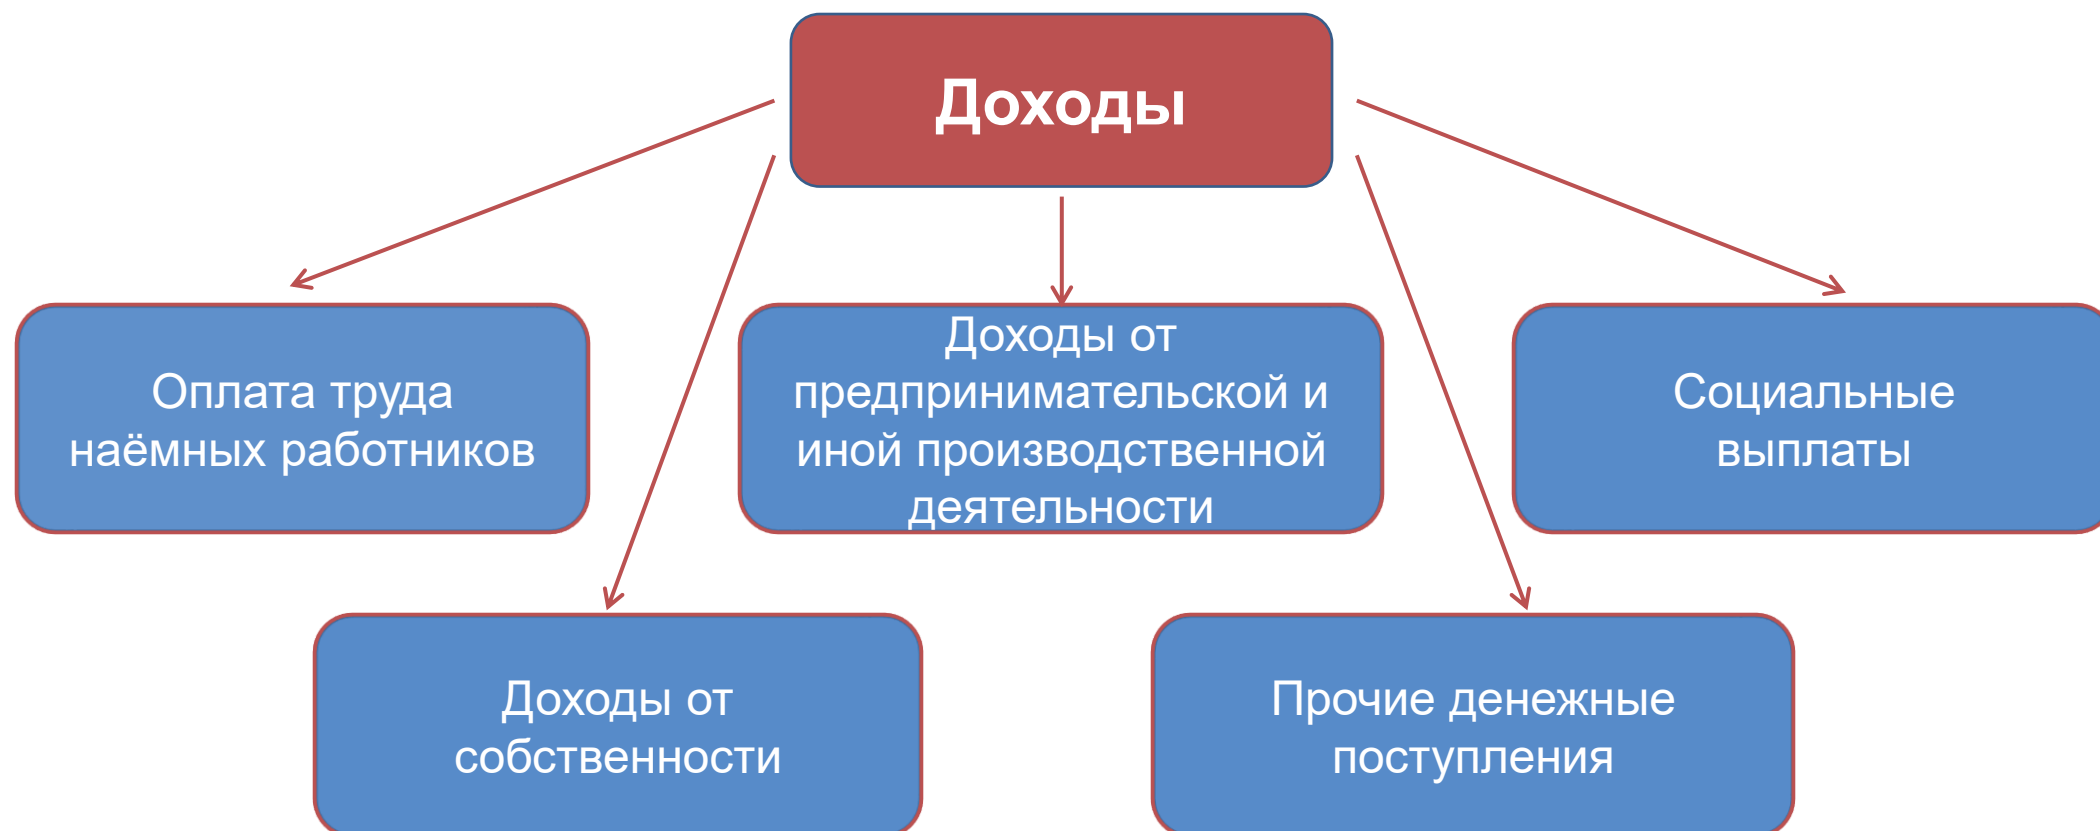 Доходы
Оплата труда
наёмных работников
Доходы от
предпринимательской и
иной производственной
деятельности
Социальные
выплаты
Доходы от
собственности
Прочие денежные
поступления